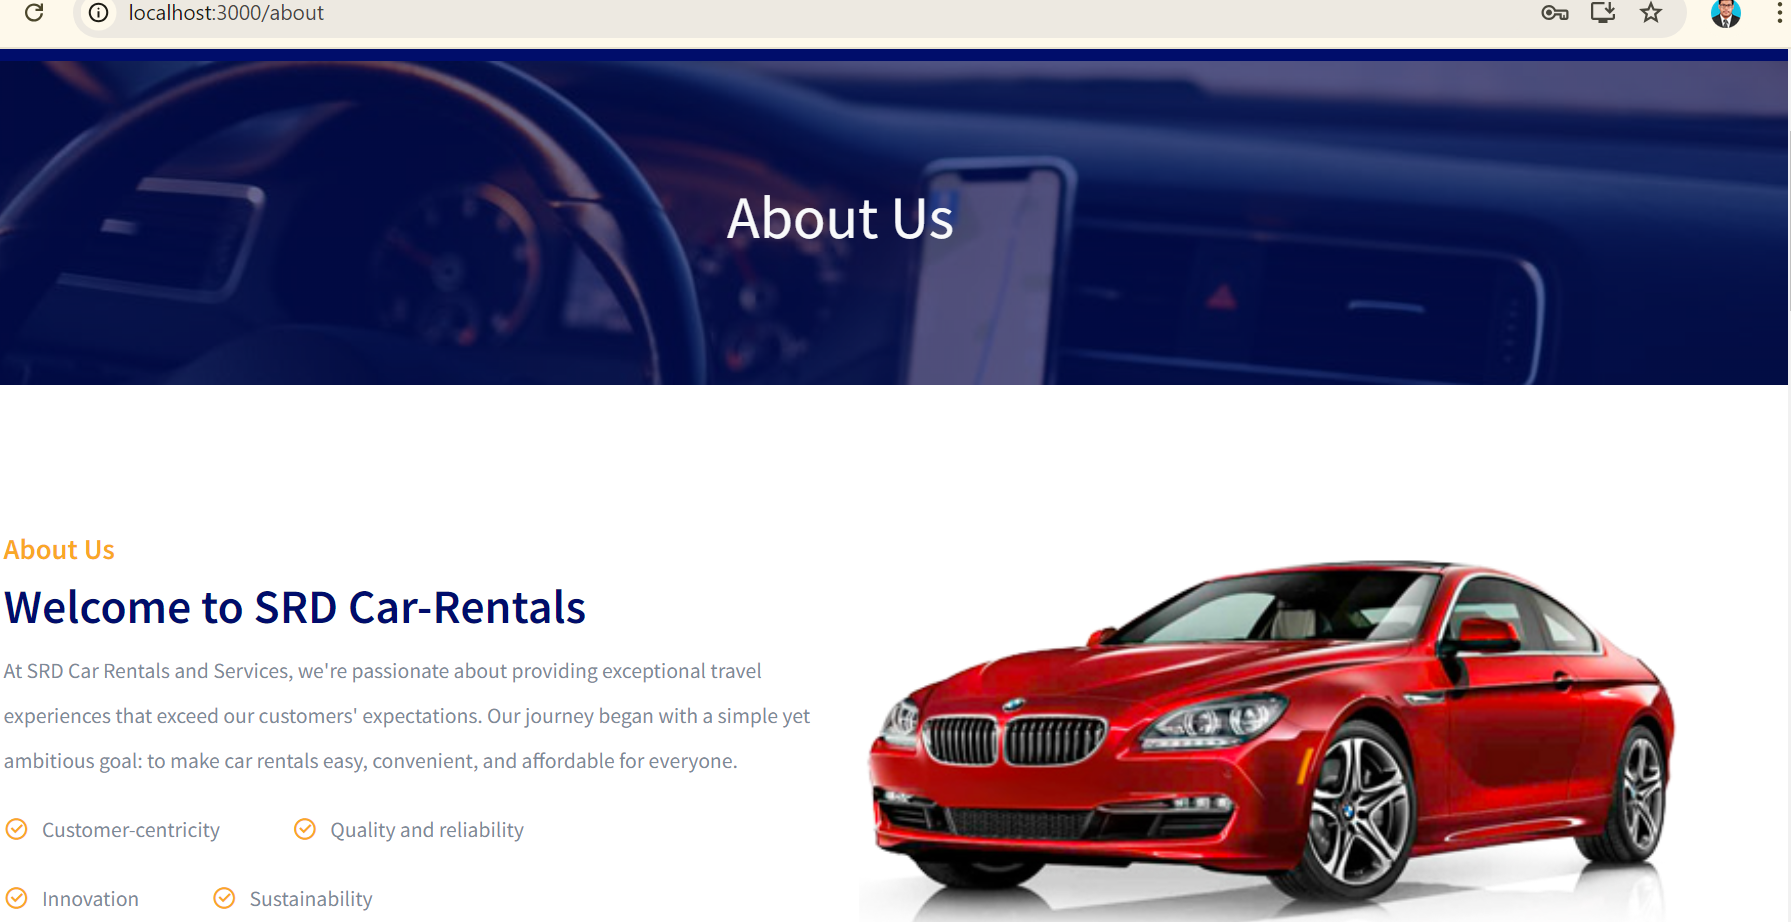 localhost:3000/about
About Us
About Us
Welcome to SRD Car-Rentals
At SRD Car Rentals and Services, we're passionate about providing exceptional travel
experiences that exceed our customers' expectations. Our journey began with a simple yet
ambitious goal: to make car rentals easy, convenient, and affordable for everyone.
Customer-centricity
Quality and reliability
Innovation
Sustainability